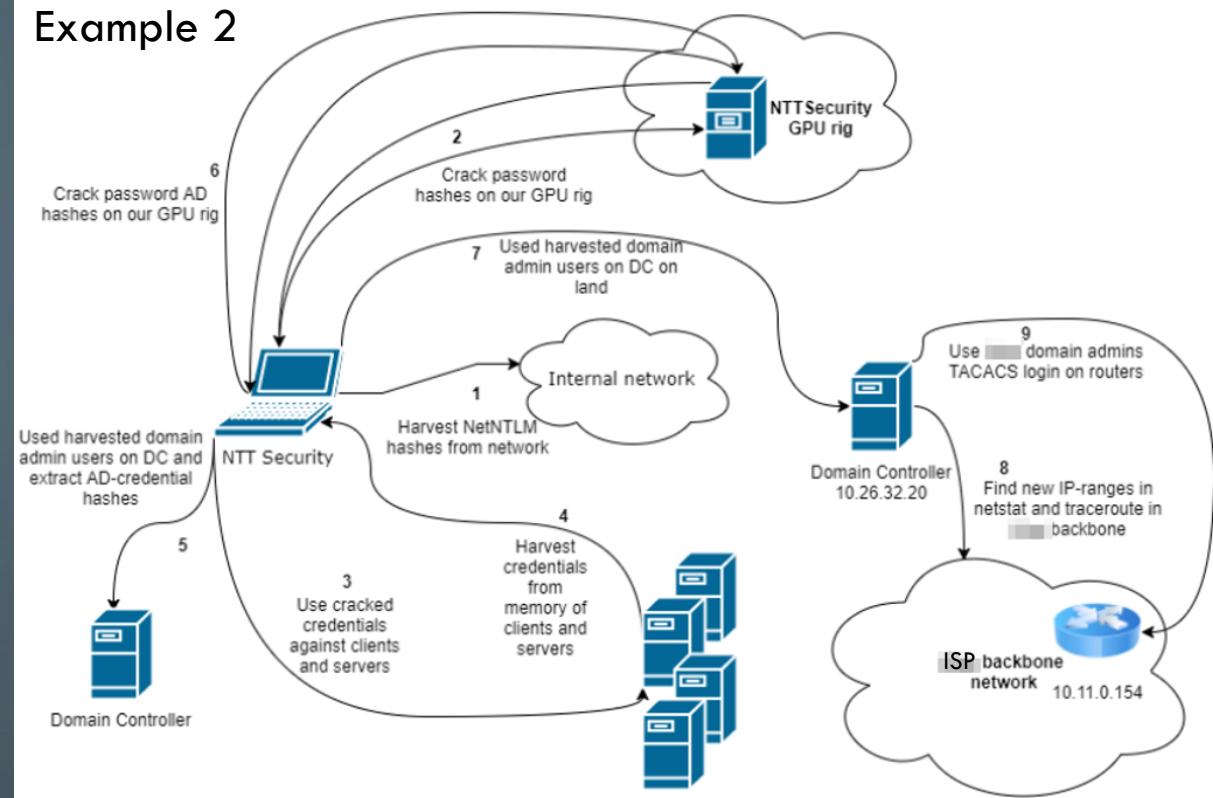 Example 2
NTTSecurity
GPU rig
2
Crack password
hashes on our GPU rig
6
Crack password AD
hashes on our GPU rig
7
Used harvested domain
admin users on DC on
land
Internal network
1
Harvest NetNTLM
hashes from network
NTT Security
Used harvested domain
admin users on DC and
extract AD-credential
hashes
5
Domain Controller
3
Use cracked
credentials
against clients
and servers
4
Harvest
credentials
from
memory of
clients and
servers
Domain Controller
10.26.32.20
9
Use domain admins
TACACS login on routers
8
Find new IP-ranges in
netstat and traceroute in
backbone
ISP backbone
network
10.11.0.154